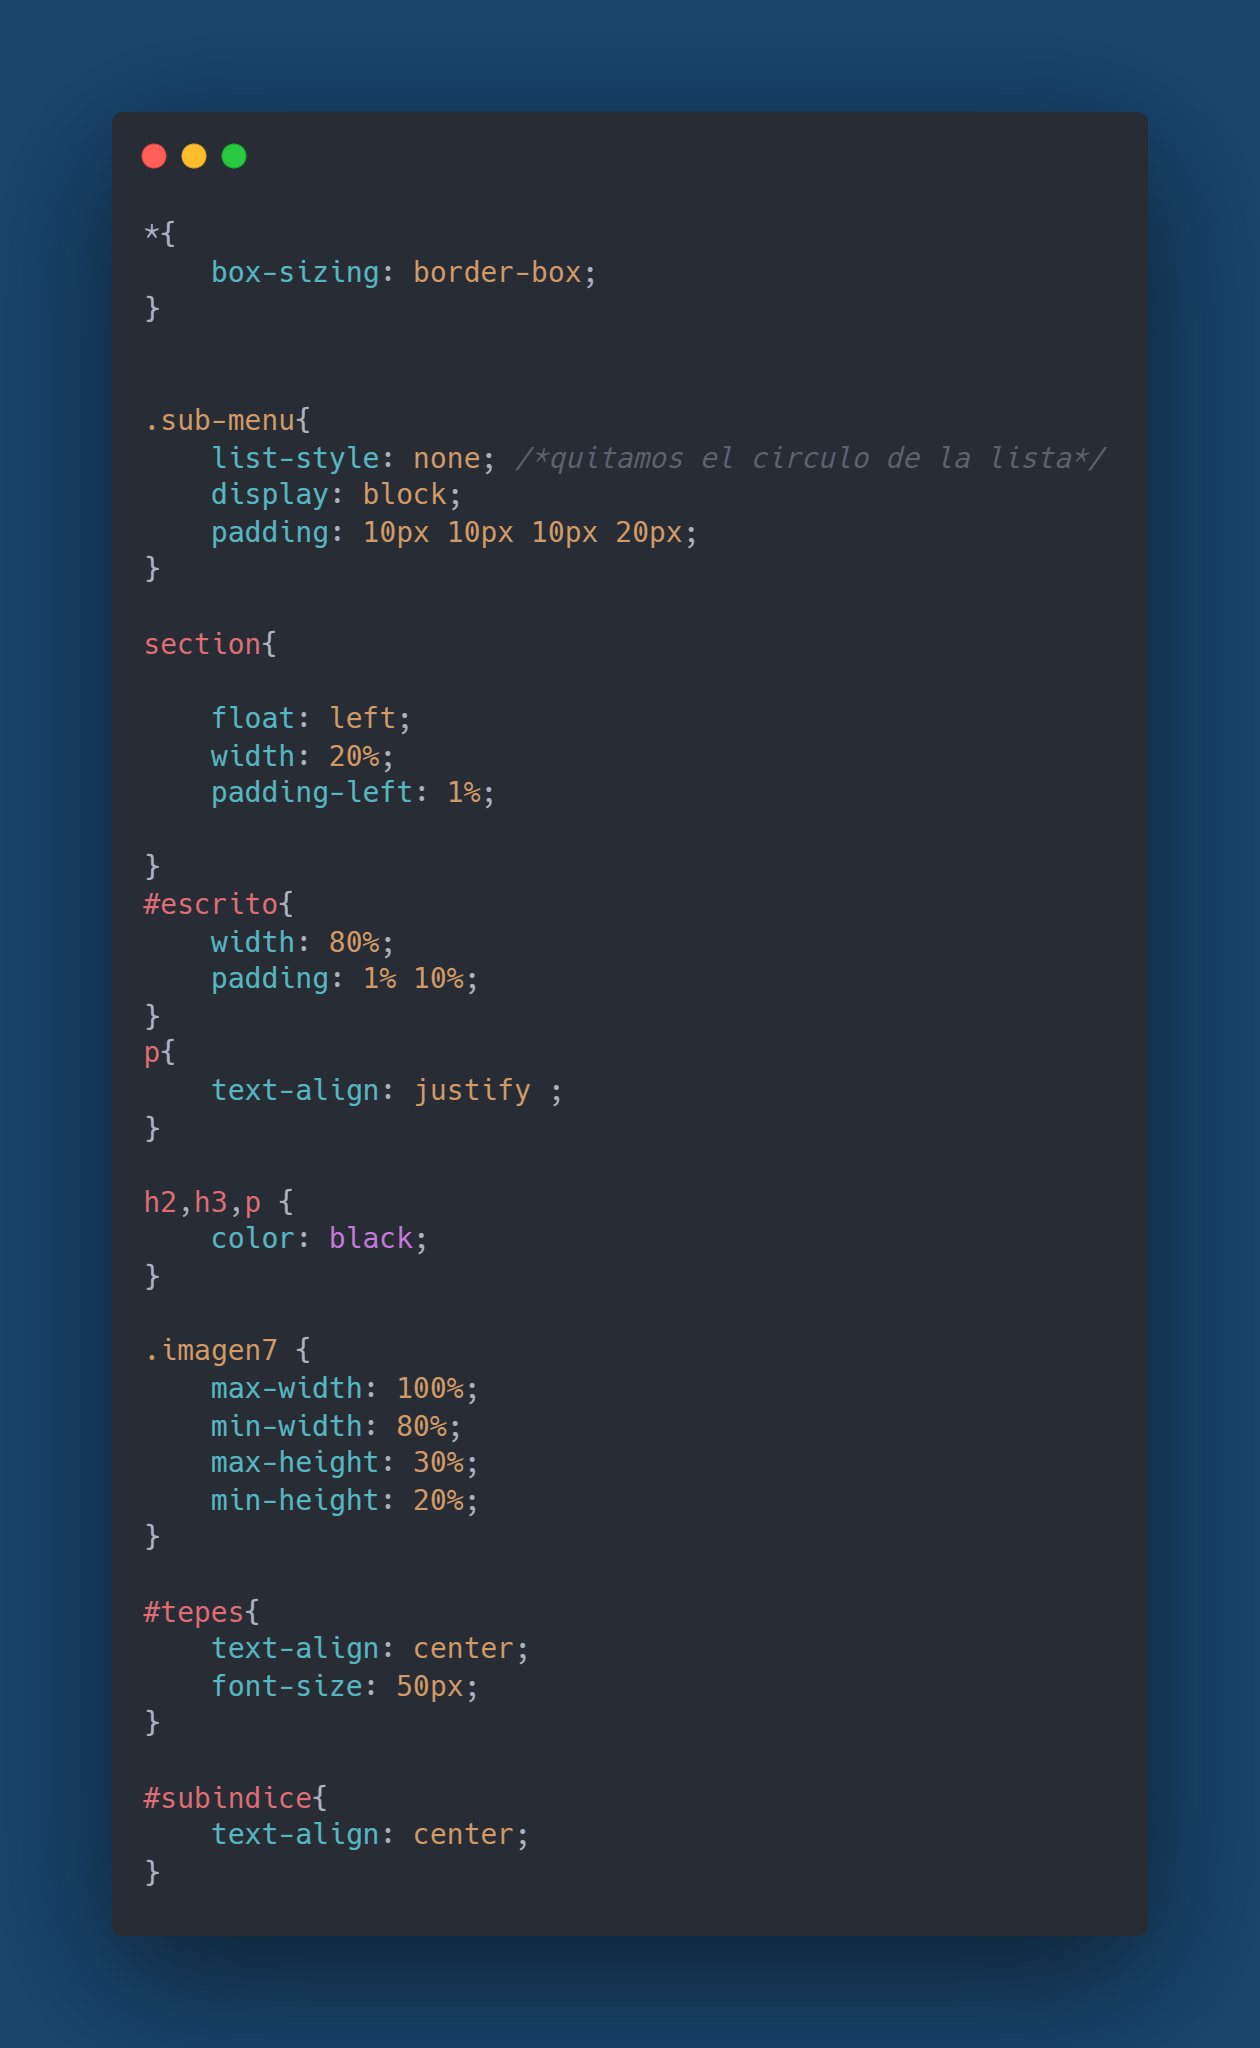 *{
    box-sizing: border-box;
}
.sub-menu{
    list-style: none; /*quitamos el circulo de la lista*/
    display: block;
    padding: 10px 10px 10px 20px;
}
section{
    float: left;
    width: 20%;
    padding-left: 1%;
}
#escrito{
    width: 80%;
    padding: 1% 10%;
}
p{
    text-align: justify ;
}
h2,h3,p {
    color: black;
}
.imagen7 {
    max-width: 100%;
    min-width: 80%;
    max-height: 30%;
    min-height: 20%;
}
#tepes{
    text-align: center;
    font-size: 50px;
}
#subindice{
    text-align: center;
}